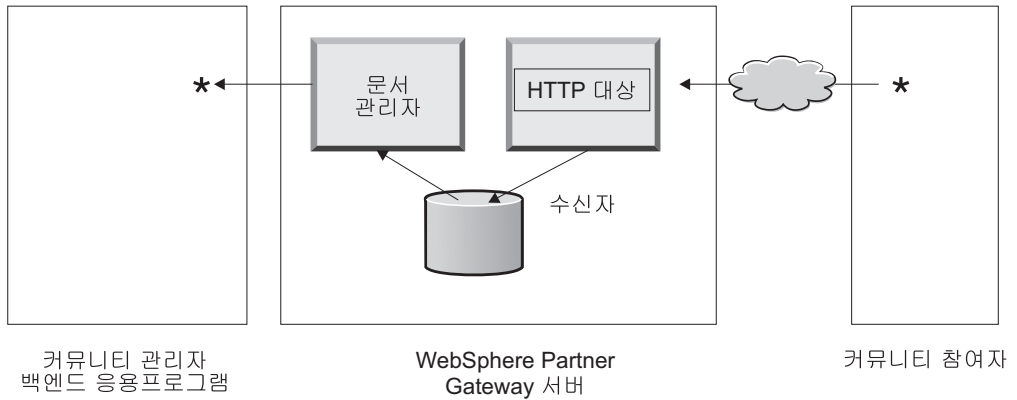 *
문서
관리자
HTTP 대상
*
수신자
커뮤니티 관리자
백엔드 응용프로그램
WebSphere Partner
Gateway 서버
커뮤니티 참여자